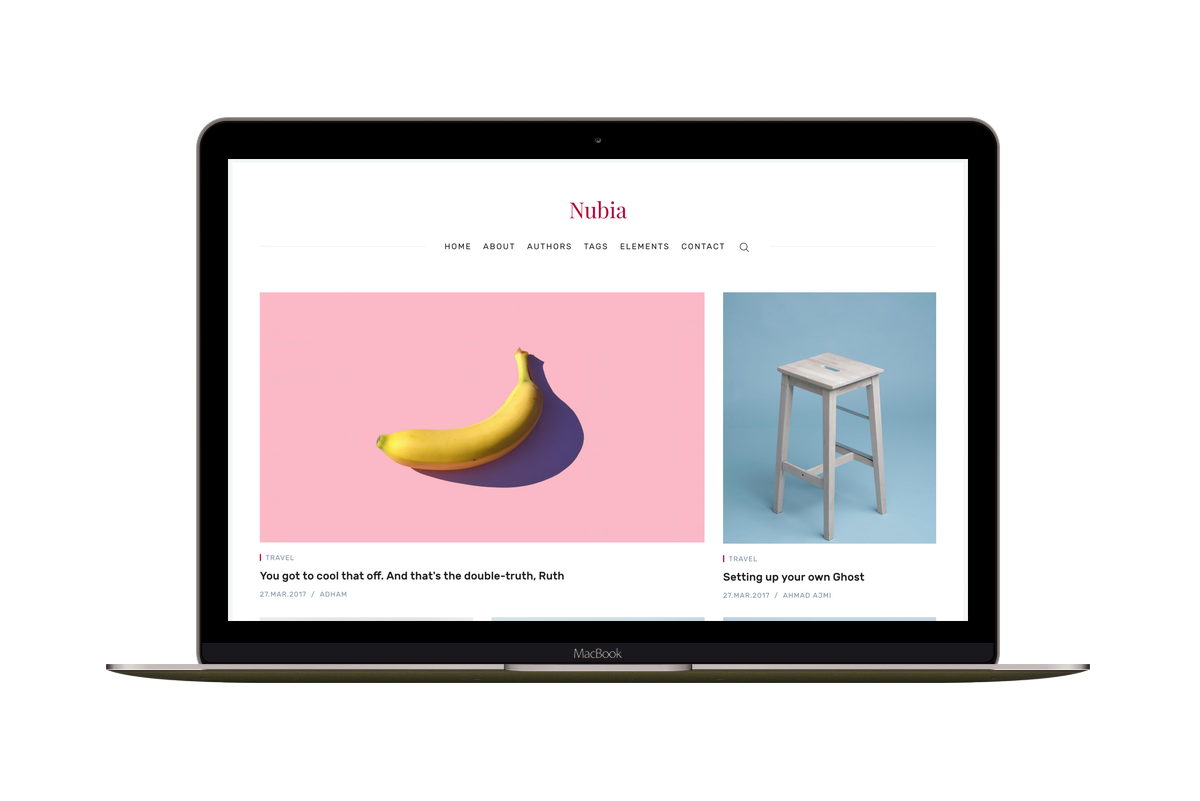 Nubia
HOME ABOUT AUTHORS TAGS ELEMENTS CONTACT
TRAVEL
You got to cool that off. And that's the double-truth, Ruth
27.MAR.2017 / ADHAM
TRAVEL
Setting up your own Ghost
27.MAR.2017 / AHMAD AJMI
MacBook